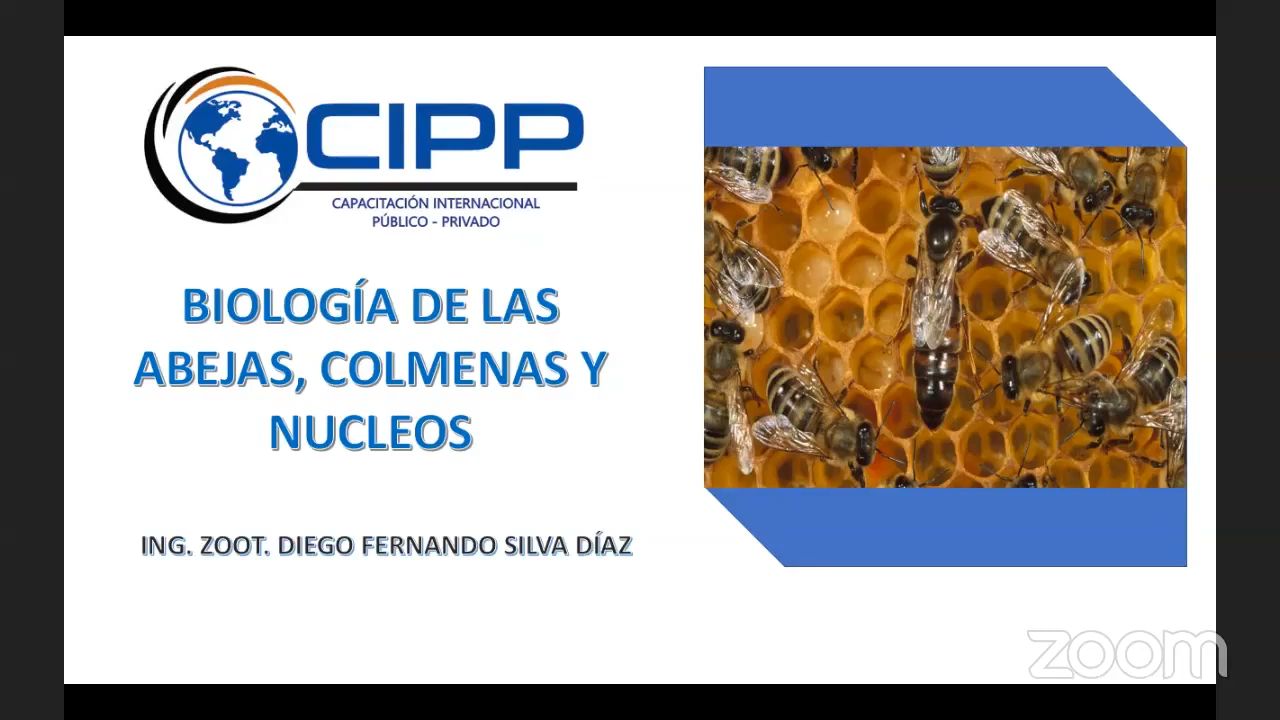 CIPP
CAPACITACIÓN INTERNACIONAL
PÚBLICO - PRIVADO
BIOLOGÍA DE LAS
ABEJAS, COLMENAS Y
NUCLEOS
ING. ZOOT. DIEGO FERNANDO SILVA DÍAZ
zoom